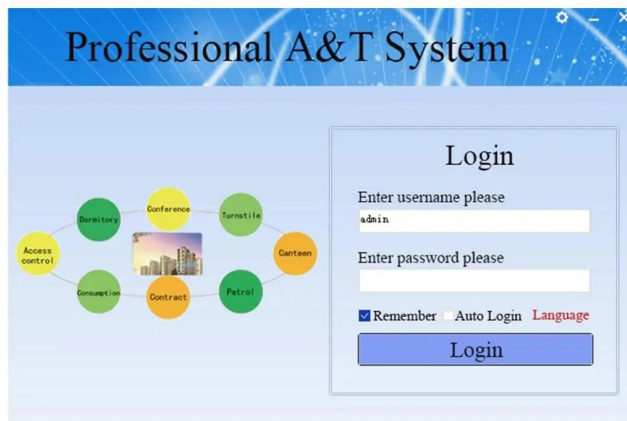 Professional A&T System
Login
Enter username please
admin
Enter password please
Remember Auto Login Language
Login
Conference
Dormitory
Turnstile
Access
control
Canteen
Consumption
Contract
Patrol